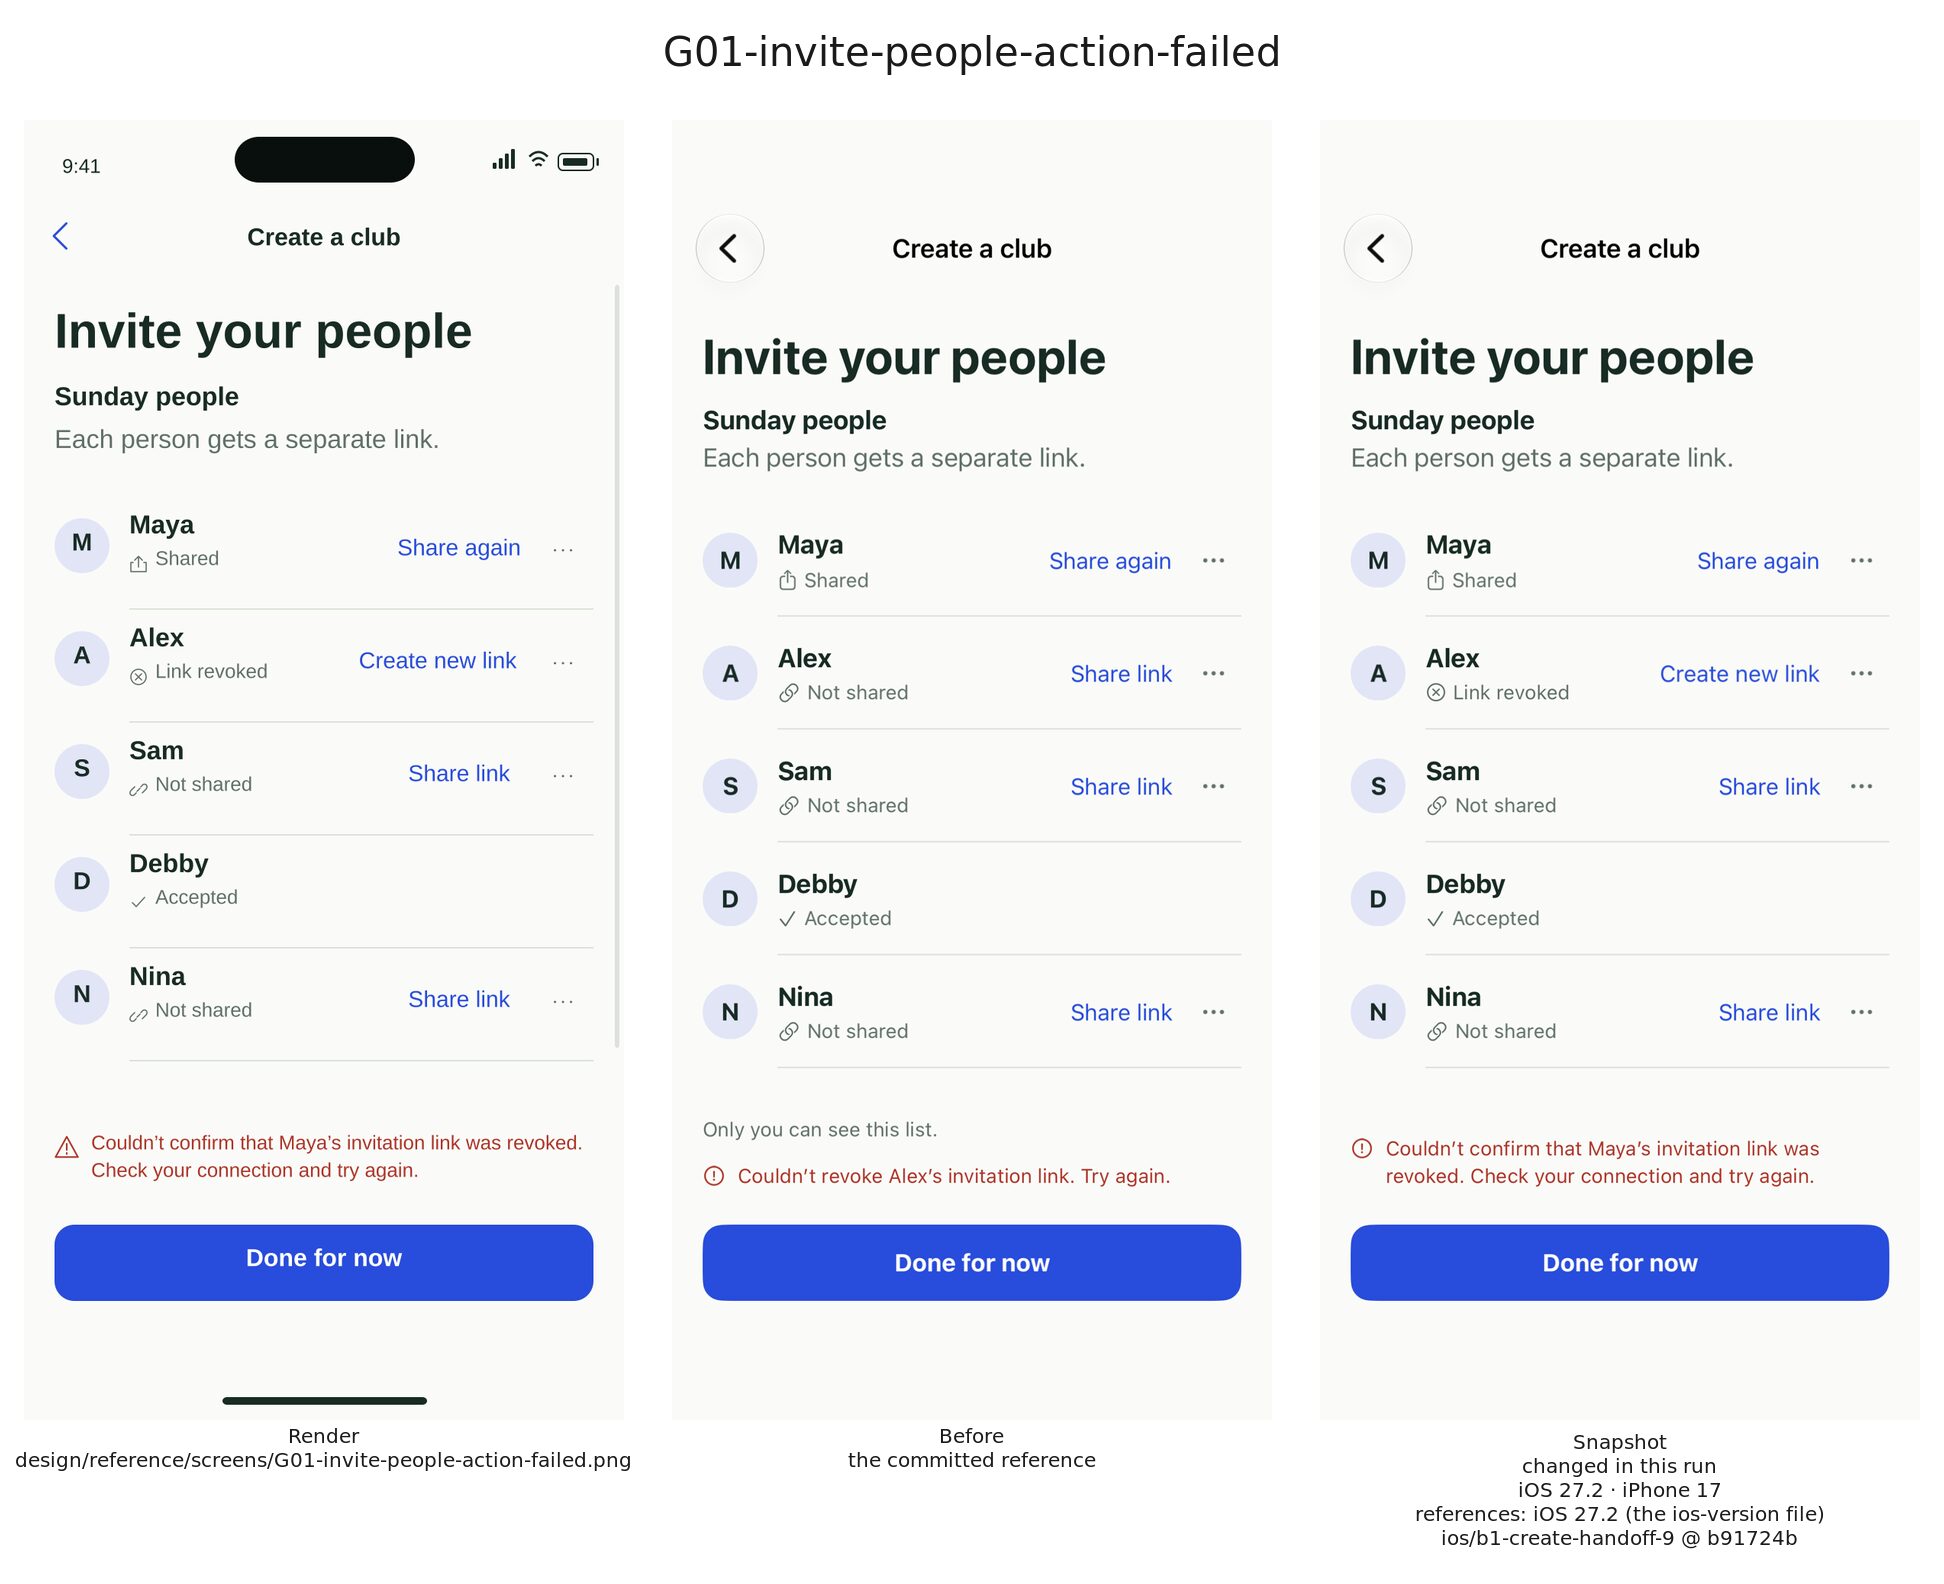 G01-invite-people-action-failed
9:41
Create a club
Invite your people
Sunday people
Each person gets a separate link.
M
Maya
Shared
Share again
...
A
Alex
Link revoked
Create new link
...
S
Sam
Not shared
Share link
...
D
Debby
Accepted
N
Nina
Not shared
Share link
...
Couldn’t confirm that Maya’s invitation link was revoked.
Check your connection and try again.
Done for now
Render
design/reference/screens/G01-invite-people-action-failed.png
Create a club
Invite your people
Sunday people
Each person gets a separate link.
M
Maya
Shared
Share again
...
A
Alex
Not shared
Share link
...
S
Sam
Not shared
Share link
...
D
Debby
Accepted
N
Nina
Not shared
Share link
...
Only you can see this list.
Couldn’t revoke Alex’s invitation link. Try again.
Done for now
Before
the committed reference
Create a club
Invite your people
Sunday people
Each person gets a separate link.
M
Maya
Shared
Share again
...
A
Alex
Link revoked
Create new link
...
S
Sam
Not shared
Share link
...
D
Debby
Accepted
N
Nina
Not shared
Share link
...
Couldn’t confirm that Maya’s invitation link was
revoked. Check your connection and try again.
Done for now
Snapshot
changed in this run
iOS 27.2 · iPhone 17
references: iOS 27.2 (the ios-version file)
ios/b1-create-handoff-9 @ b91724b